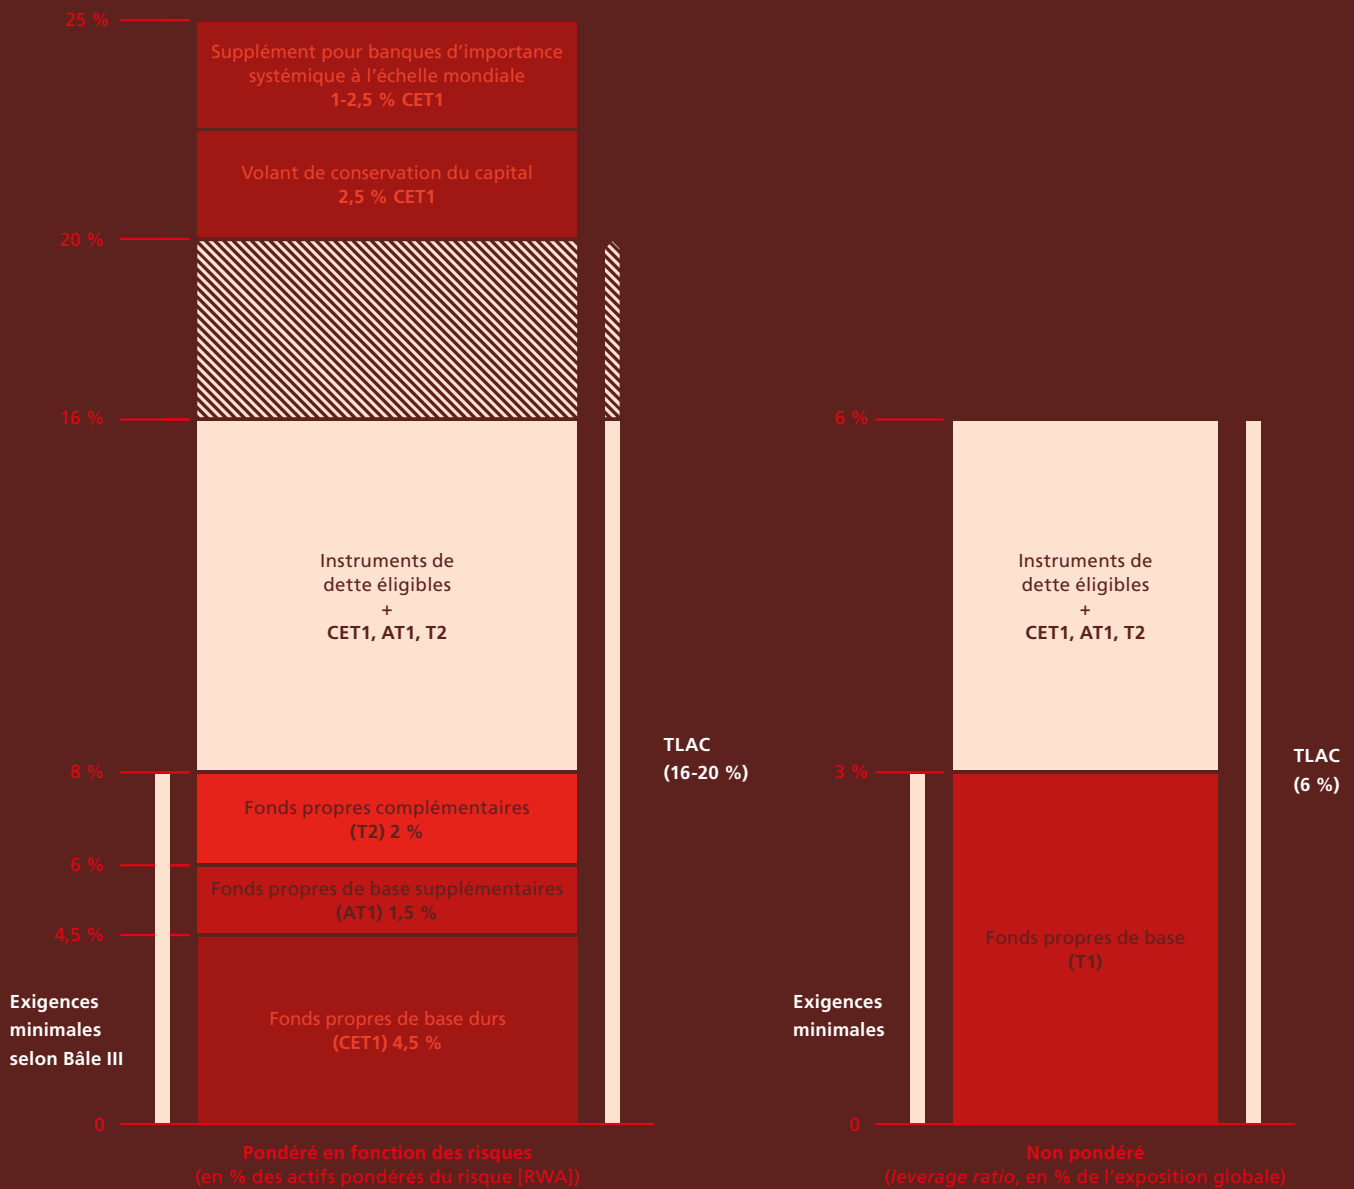 25 %
Supplément pour banques d’importance
systémique à l’échelle mondiale
1-2,5 % CET1
Volant de conservation du capital
2,5 % CET1
20 %
16 %
Instruments de
dette éligibles
+
CET1, AT1, T2
TLAC
(16-20 %)
8 %
Fonds propres complémentaires
(T2) 2 %
6 %
Fonds propres de base supplémentaires
(AT1) 1,5 %
4,5 %
Exigences
minimales
selon Bâle III
Fonds propres de base durs
(CET1) 4,5 %
0
Pondéré en fonction des risques
(en % des actifs pondérés du risque [RWA])
6 %
Instruments de
dette éligibles
+
CET1, AT1, T2
TLAC
(6 %)
3 %
Fonds propres de base
(T1)
Exigences
minimales
0
Non pondéré
(leverage ratio, en % de l’exposition globale)